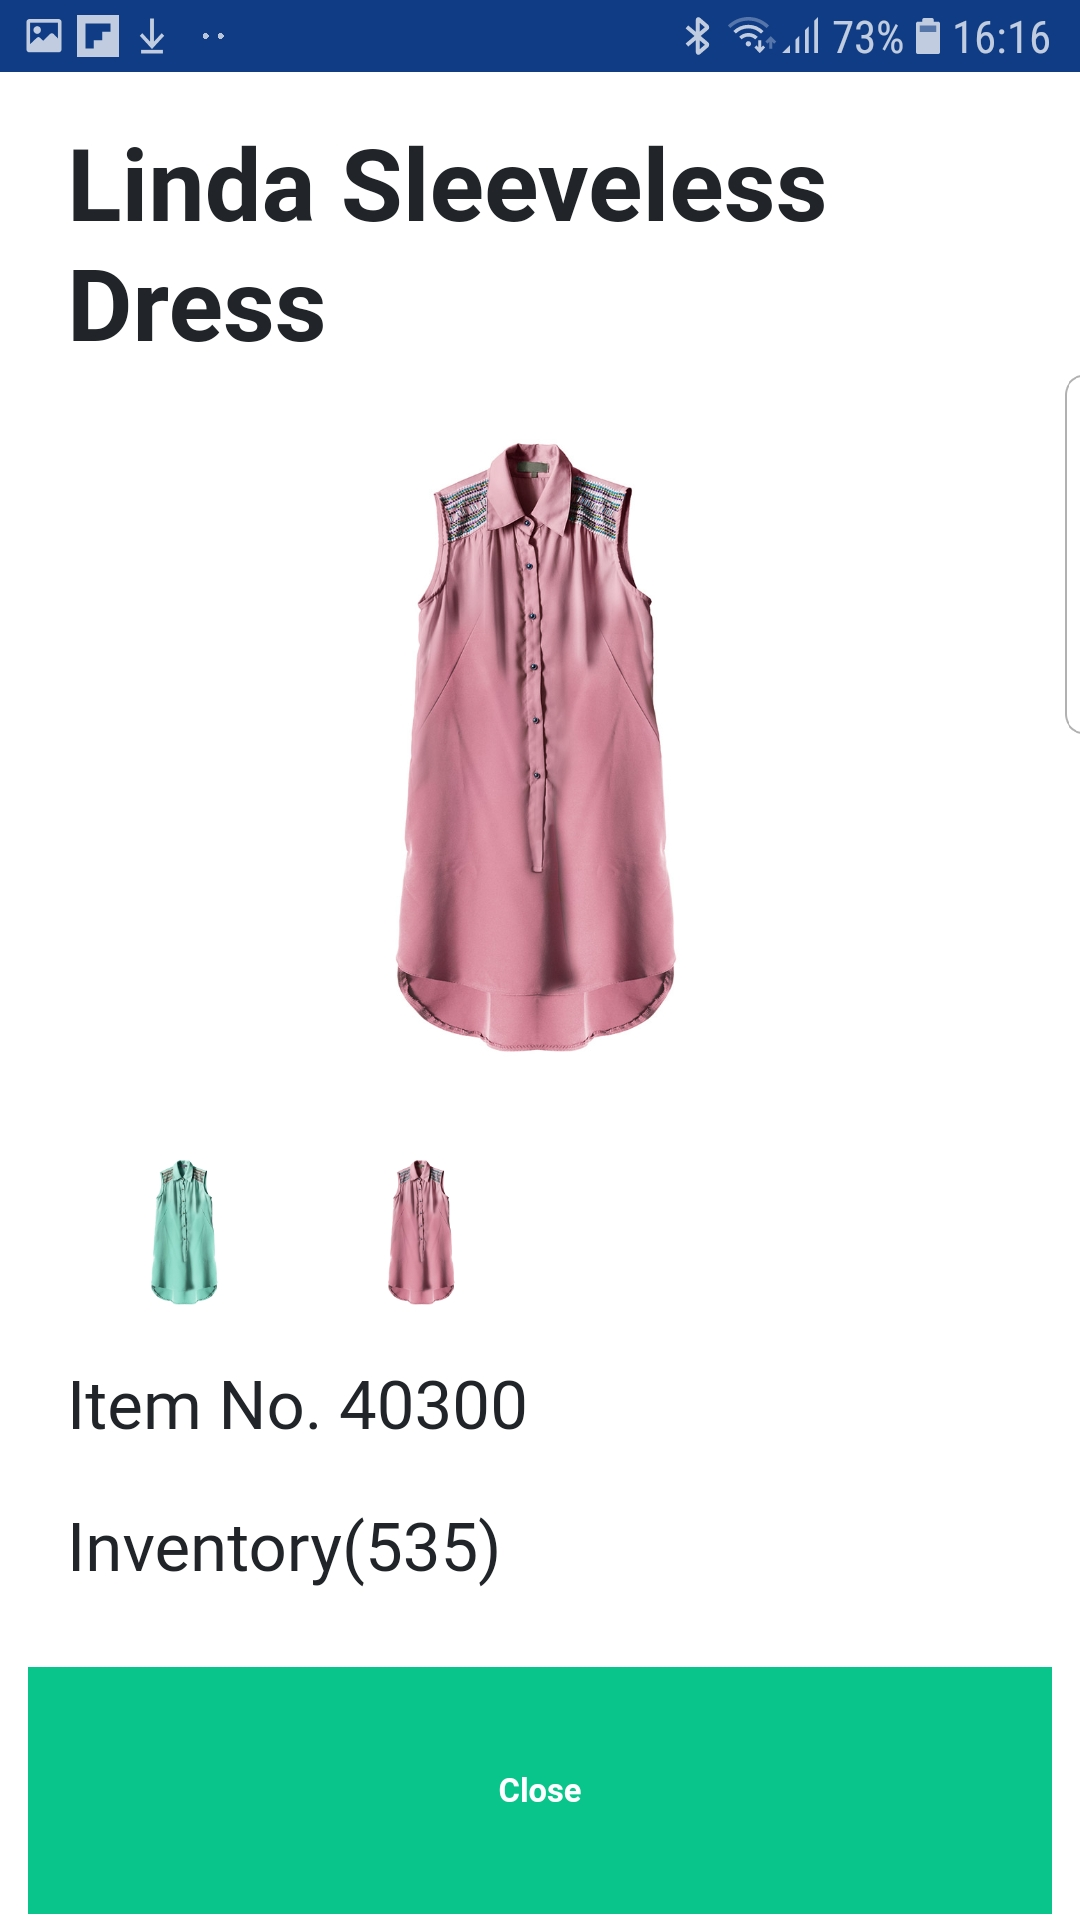 73% 16:16
Linda Sleeveless
Dress
Item No. 40300
Inventory(535)
Close